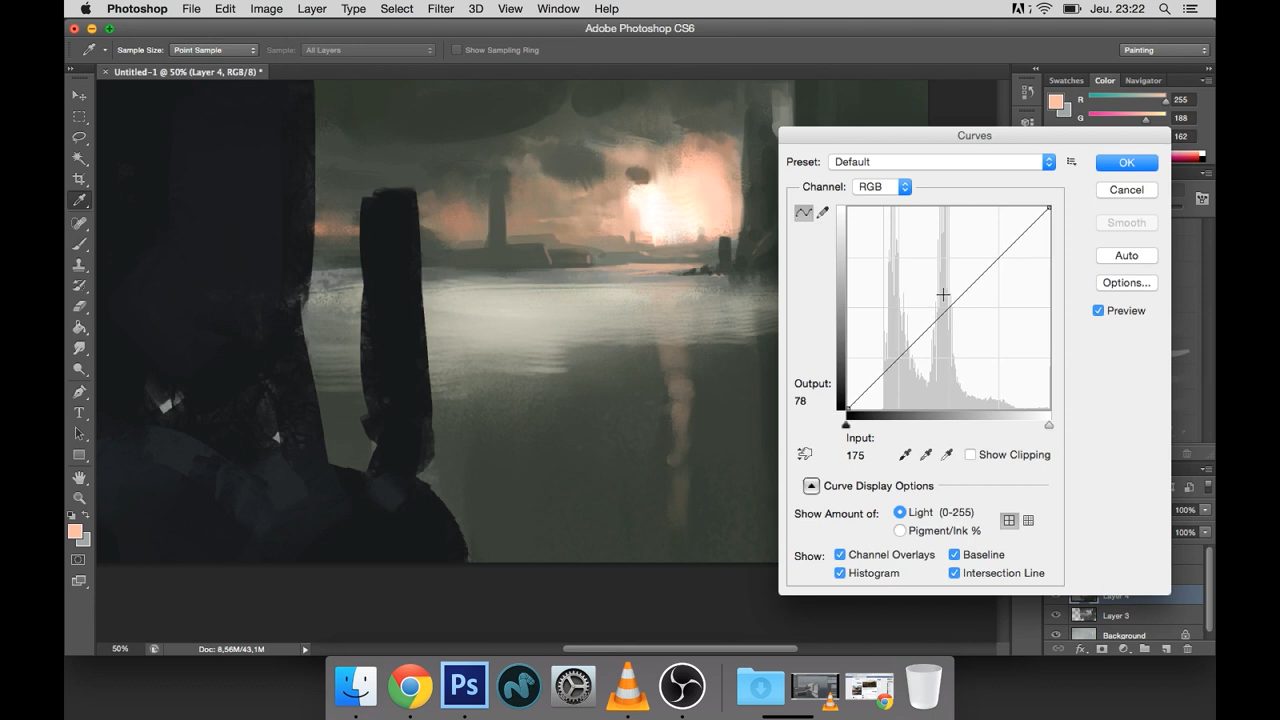 Photoshop File Edit Image Layer Type Select Filter 3D View Window Help Jeu. 23:22
Adobe Photoshop CS6
Sample Size: Point Sample Sample: All Layers Show Sampling Ring Painting
Untitled-1 @ 50% (Layer 4, RGB/8) *
Swatches Color Navigator
R 255
G 188
162
Curves
Preset: Default
OK
Channel: RGB
Cancel
Smooth
Auto
Options...
Preview
Output:
78
Input:
175
Show Clipping
Curve Display Options
Show Amount of: Light (0-255)
Pigment/Ink %
Show: Channel Overlays Baseline
Histogram Intersection Line
100%
100%
Layer 4
Layer 3
Background
50% Doc: 8,56M/43,1M
Ps